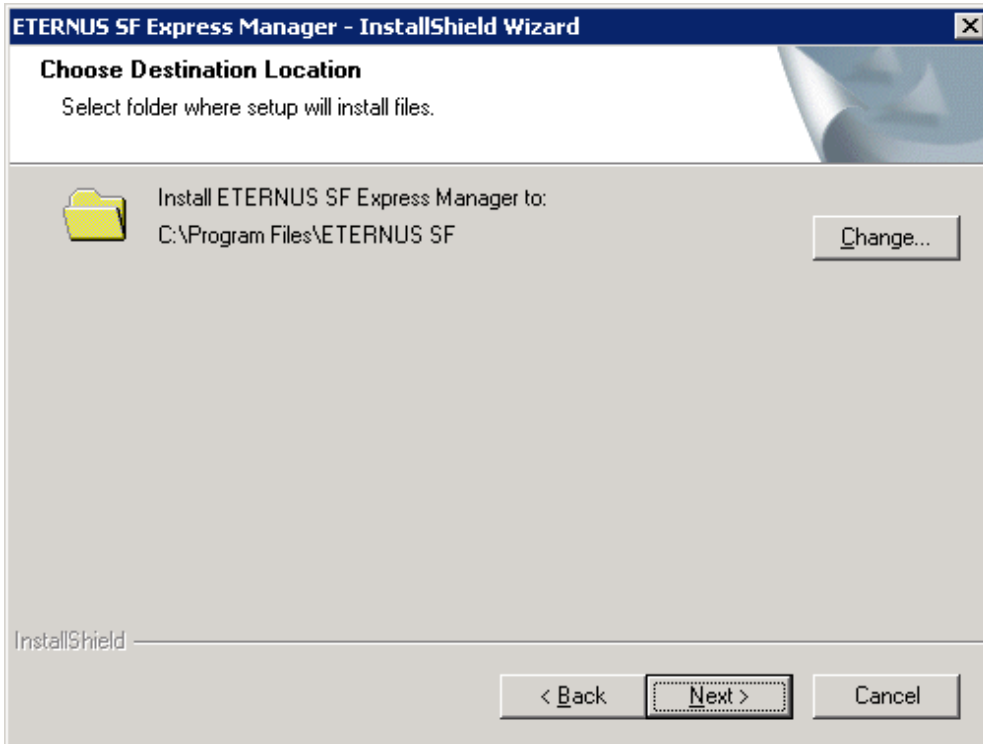 ETERNUS SF Express Manager - InstallShield Wizard
Choose Destination Location
Select folder where setup will install files.
Install ETERNUS SF Express Manager to:
C:\Program Files\ETERNUS SF
Change...
InstallShield
< Back Next > Cancel